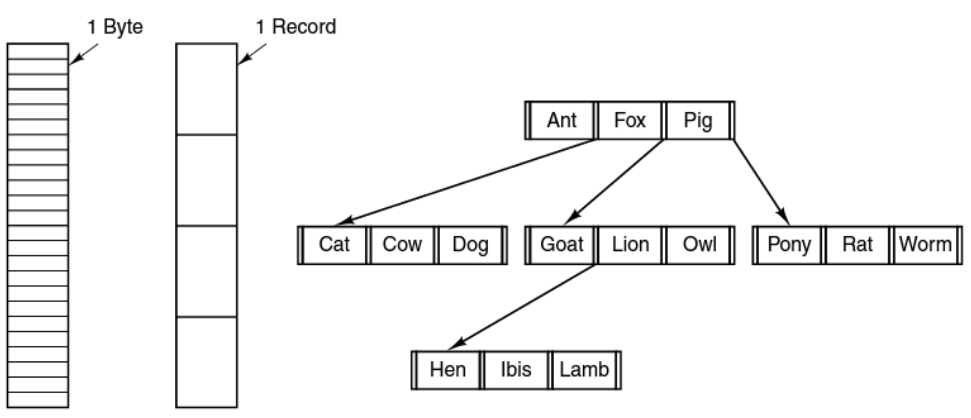 1 Byte
1 Record
Ant Fox Pig
Cat Cow Dog
Goat Lion Owl
Pony Rat Worm
Hen Ibis Lamb